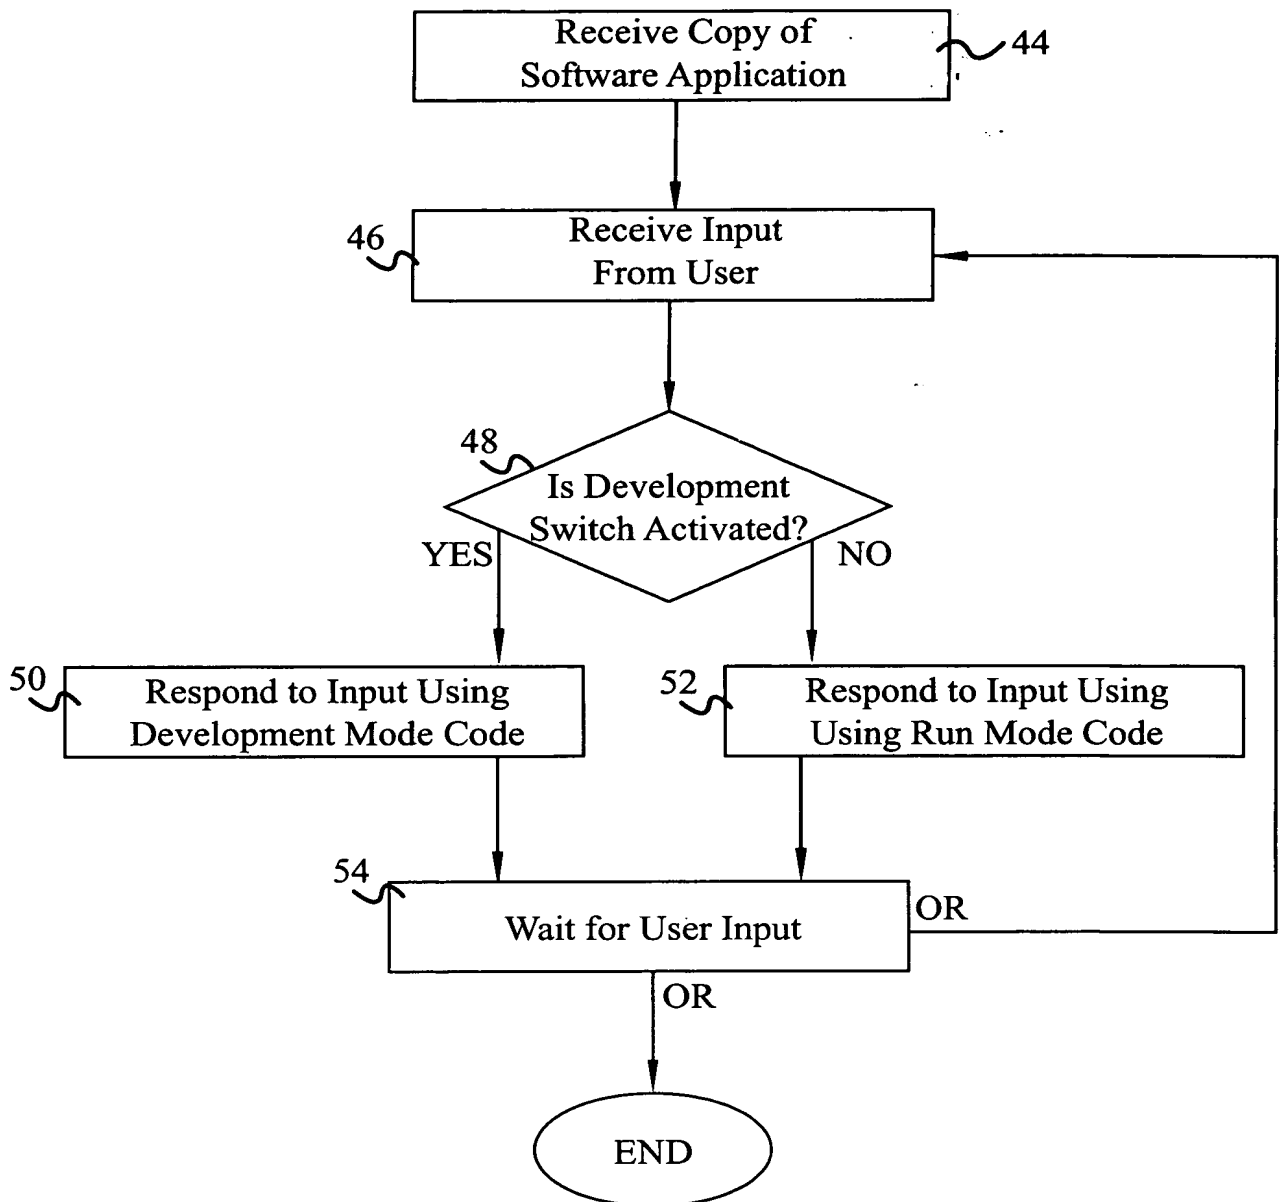 Receive Copy of
Software Application
44
46
Receive Input
From User
48
Is Development
Switch Activated?
YES
NO
50
Respond to Input Using
Development Mode Code
52
Respond to Input Using
Using Run Mode Code
54
Wait for User Input
OR
OR
END